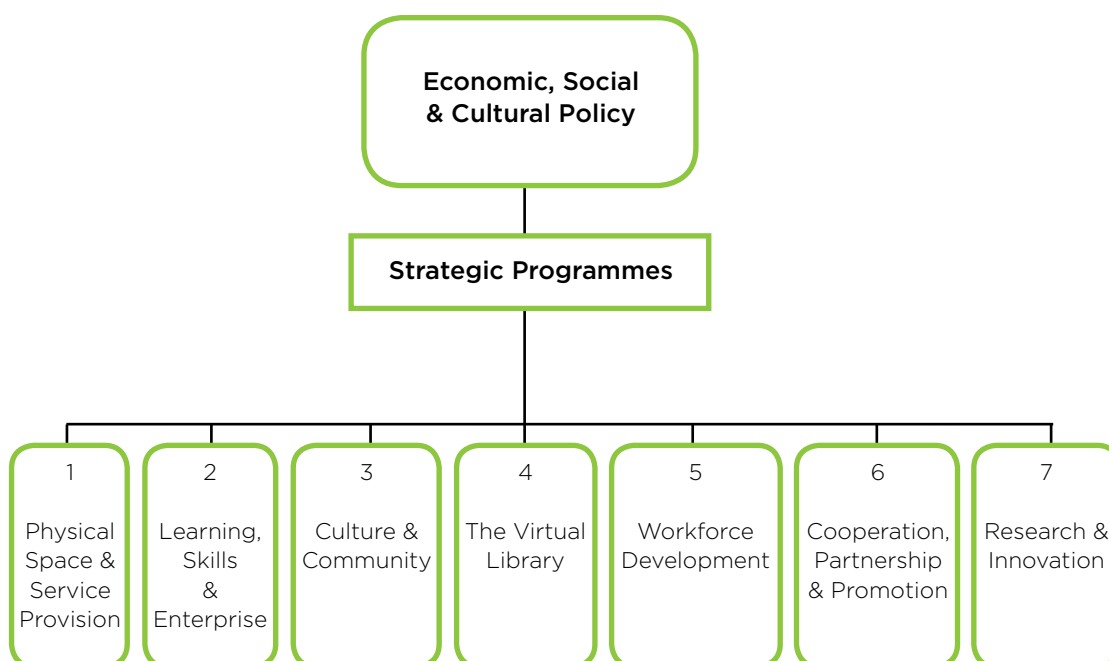 Economic, Social
& Cultural Policy
Strategic Programmes
1
Physical
Space &
Service
Provision
2
Learning,
Skills
&
Enterprise
3
Culture &
Community
4
The Virtual
Library
5
Workforce
Development
6
Cooperation,
Partnership
& Promotion
7
Research &
Innovation